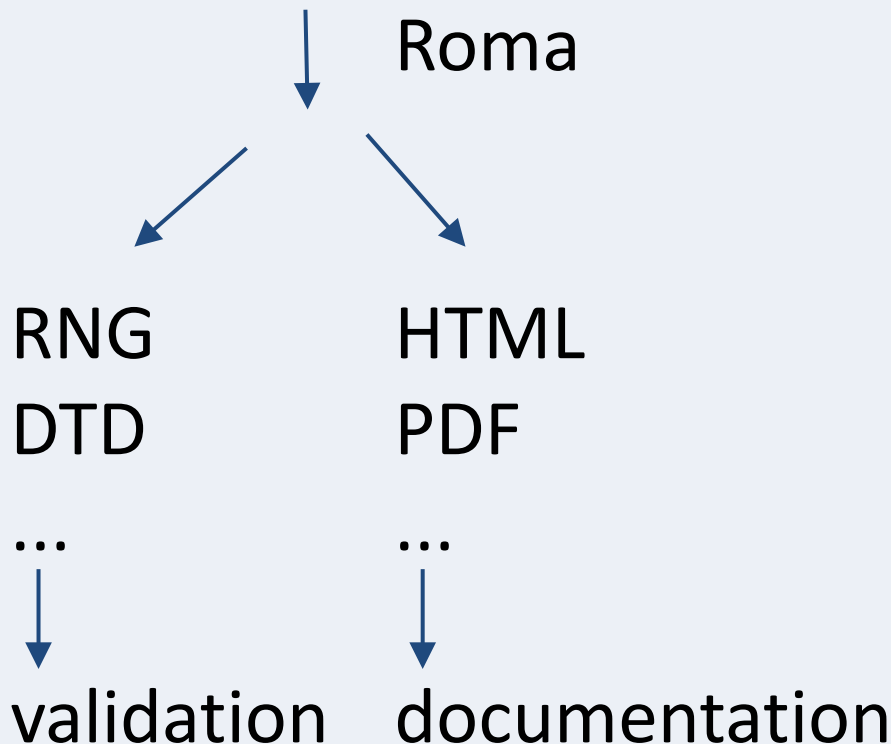 Roma
RNG HTML
DTD PDF
... ...
validation documentation